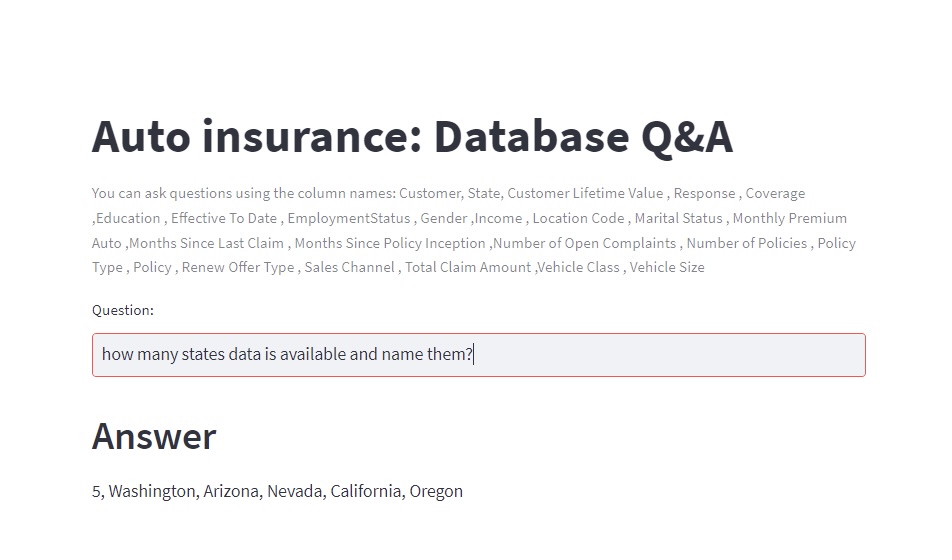 Auto insurance: Database Q&A
You can ask questions using the column names: Customer, State, Customer Lifetime Value , Response , Coverage
,Education , Effective To Date , EmploymentStatus , Gender ,Income , Location Code , Marital Status , Monthly Premium
Auto ,Months Since Last Claim , Months Since Policy Inception ,Number of Open Complaints , Number of Policies , Policy
Type , Policy , Renew Offer Type , Sales Channel , Total Claim Amount ,Vehicle Class , Vehicle Size
Question:
how many states data is available and name them?
Answer
5, Washington, Arizona, Nevada, California, Oregon